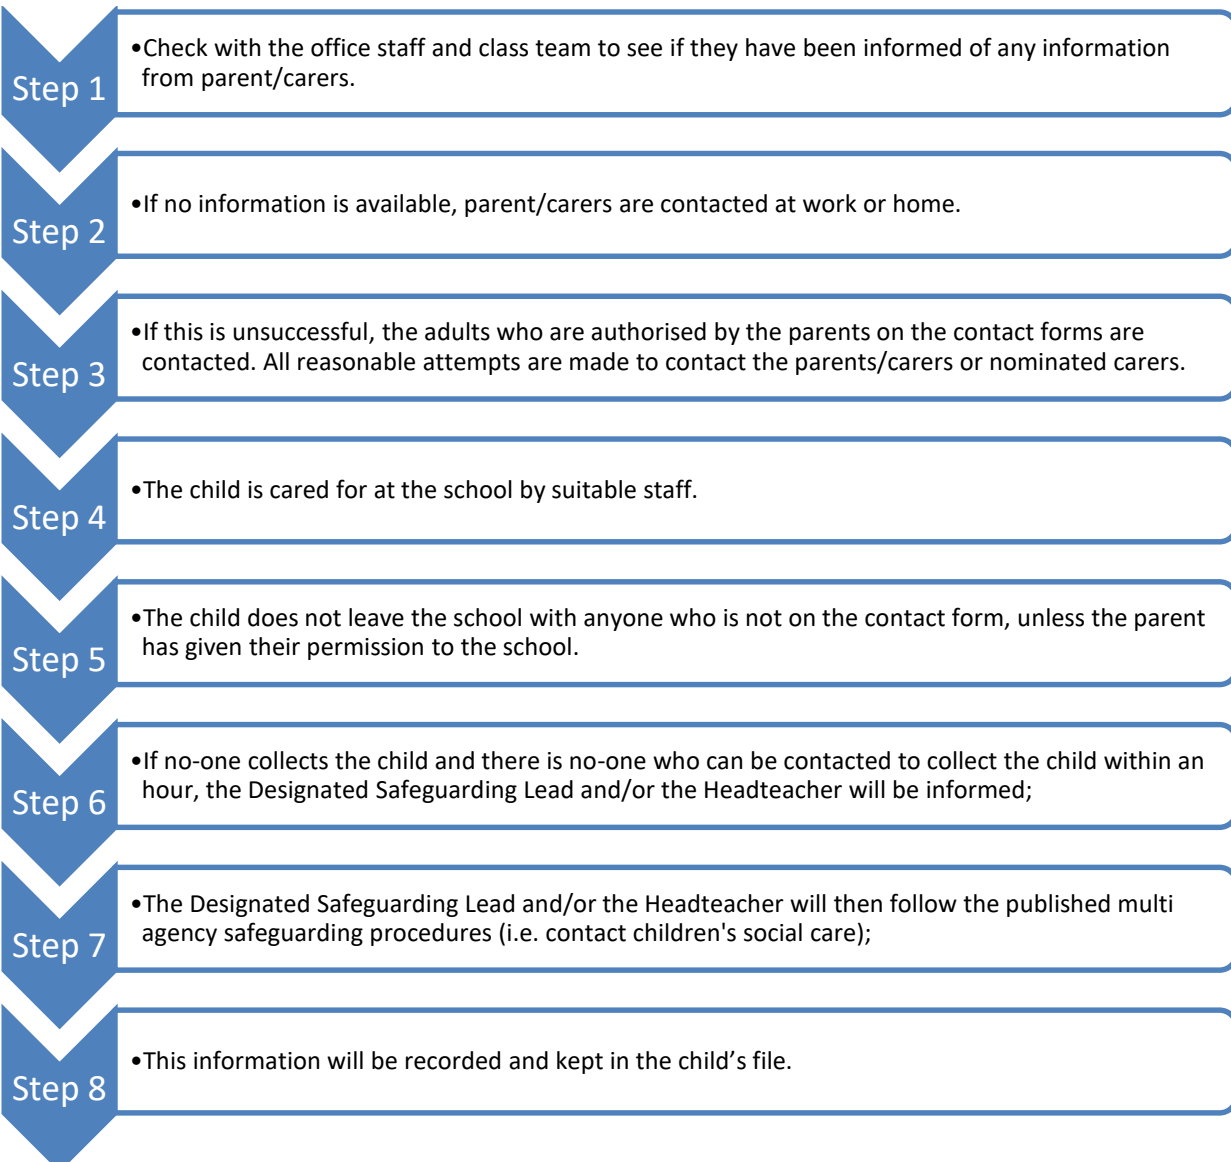 Step 1
•Check with the office staff and class team to see if they have been informed of any information
from parent/carers.
Step 2
•If no information is available, parent/carers are contacted at work or home.
Step 3
•If this is unsuccessful, the adults who are authorised by the parents on the contact forms are
contacted. All reasonable attempts are made to contact the parents/carers or nominated carers.
Step 4
•The child is cared for at the school by suitable staff.
Step 5
•The child does not leave the school with anyone who is not on the contact form, unless the parent
has given their permission to the school.
Step 6
•If no-one collects the child and there is no-one who can be contacted to collect the child within an
hour, the Designated Safeguarding Lead and/or the Headteacher will be informed;
Step 7
•The Designated Safeguarding Lead and/or the Headteacher will then follow the published multi
agency safeguarding procedures (i.e. contact children's social care);
Step 8
•This information will be recorded and kept in the child’s file.